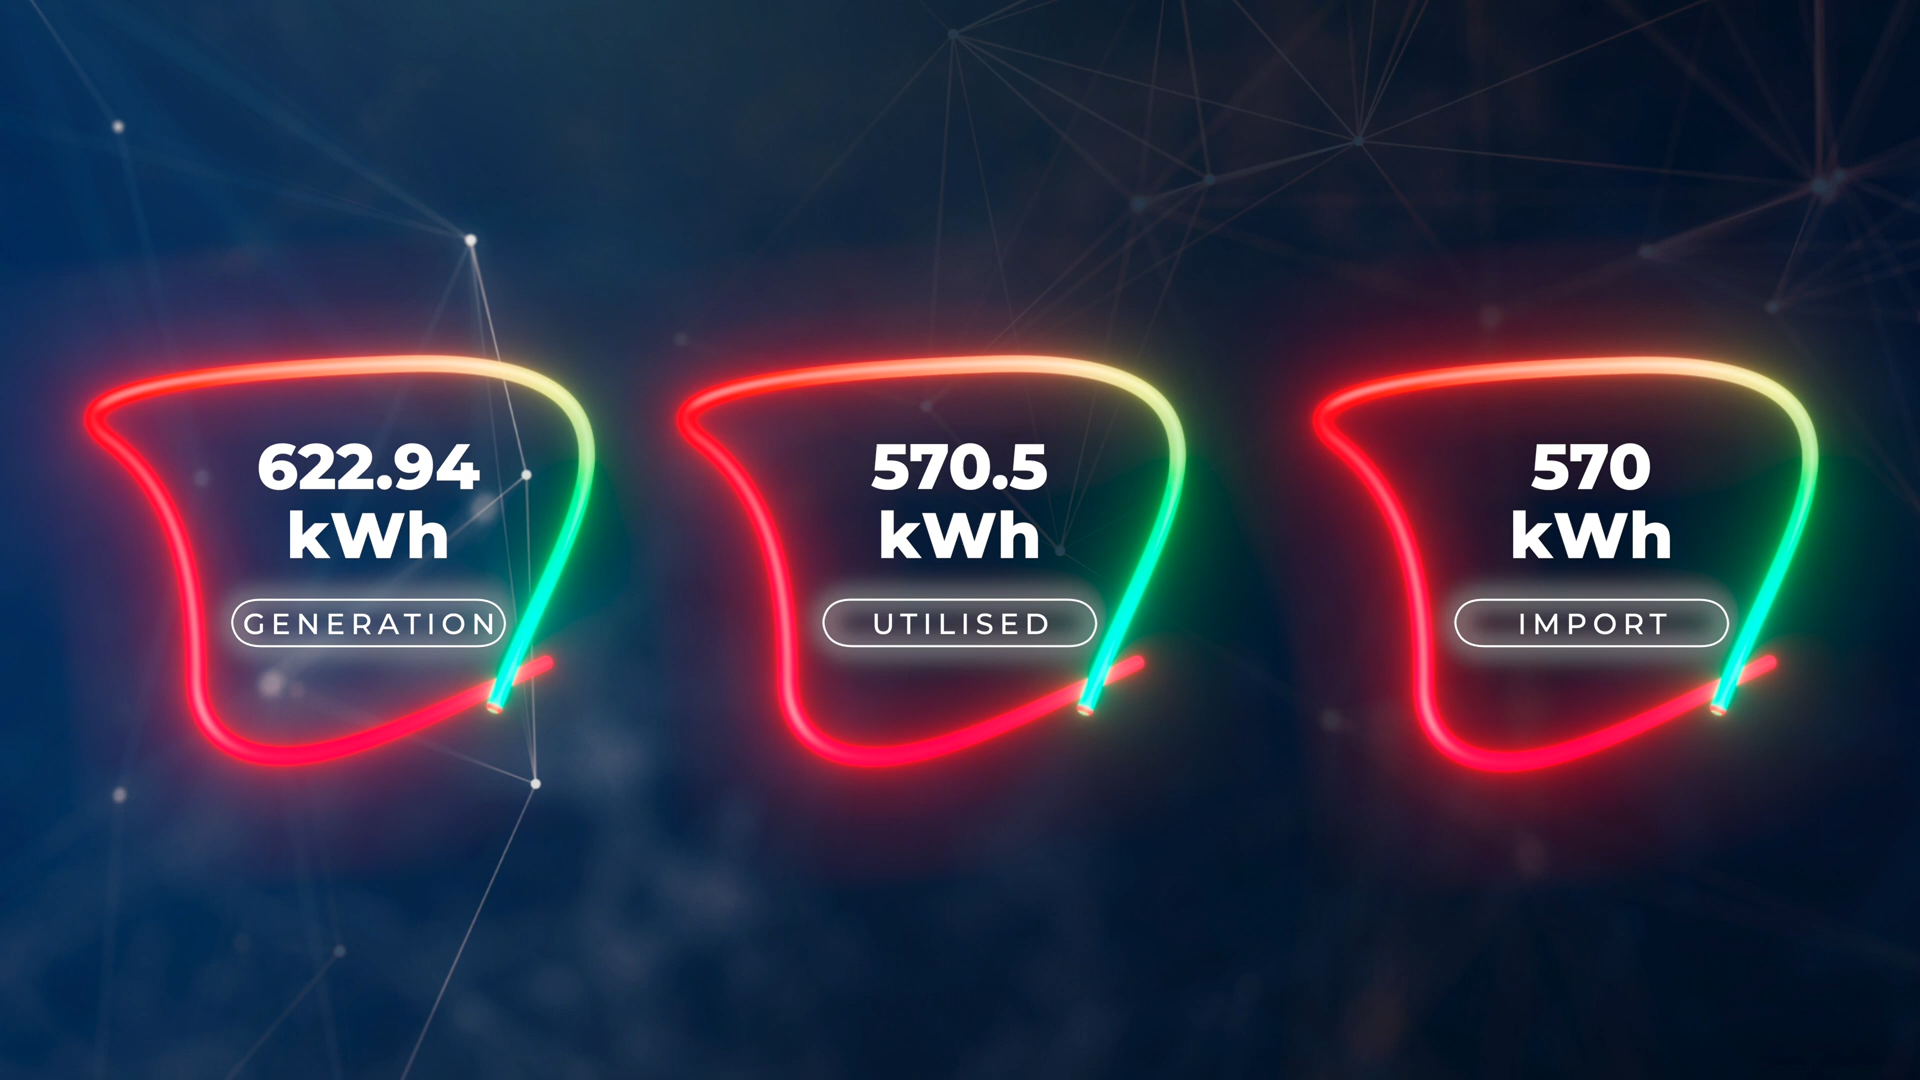 622.94
kWh
GENERATION
570.5
kWh
UTILISED
570
kWh
IMPORT